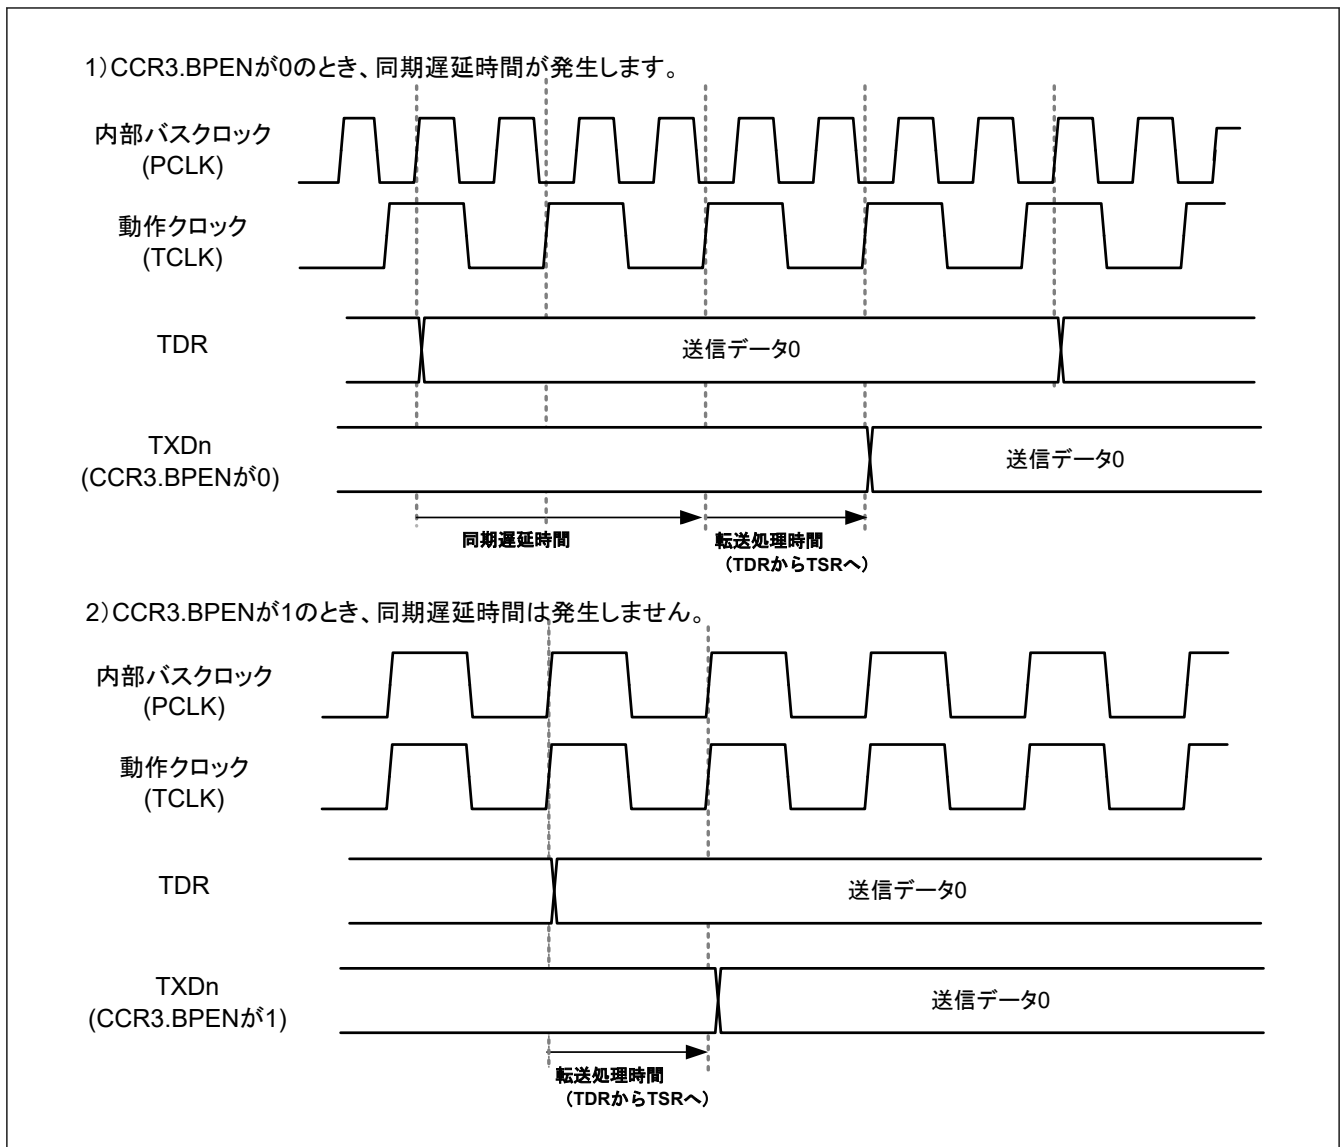 1）CCR3.BPENが0のとき、同期遅延時間が発生します。
内部バスクロック
(PCLK)
動作クロック
(TCLK)
TDR
送信データ0
TXDn
(CCR3.BPENが0)
送信データ0
同期遅延時間
転送処理時間
（TDRからTSRへ）
2）CCR3.BPENが1のとき、同期遅延時間は発生しません。
内部バスクロック
(PCLK)
動作クロック
(TCLK)
TDR
送信データ0
TXDn
(CCR3.BPENが1)
送信データ0
転送処理時間
（TDRからTSRへ）